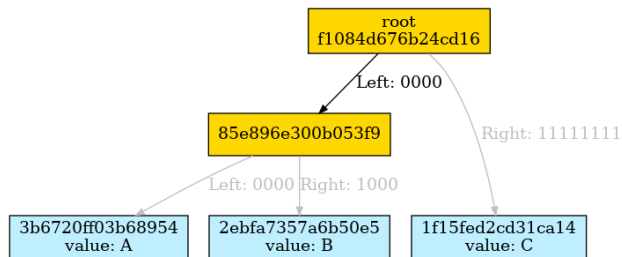 root
f1084d676b24cd16
Left: 0000
85e896e300b053f9
Right: 11111111
Left: 0000
Right: 1000
3b6720ff03b68954
value: A
2ebfa7357a6b50e5
value: B
1f15fed2cd31ca14
value: C